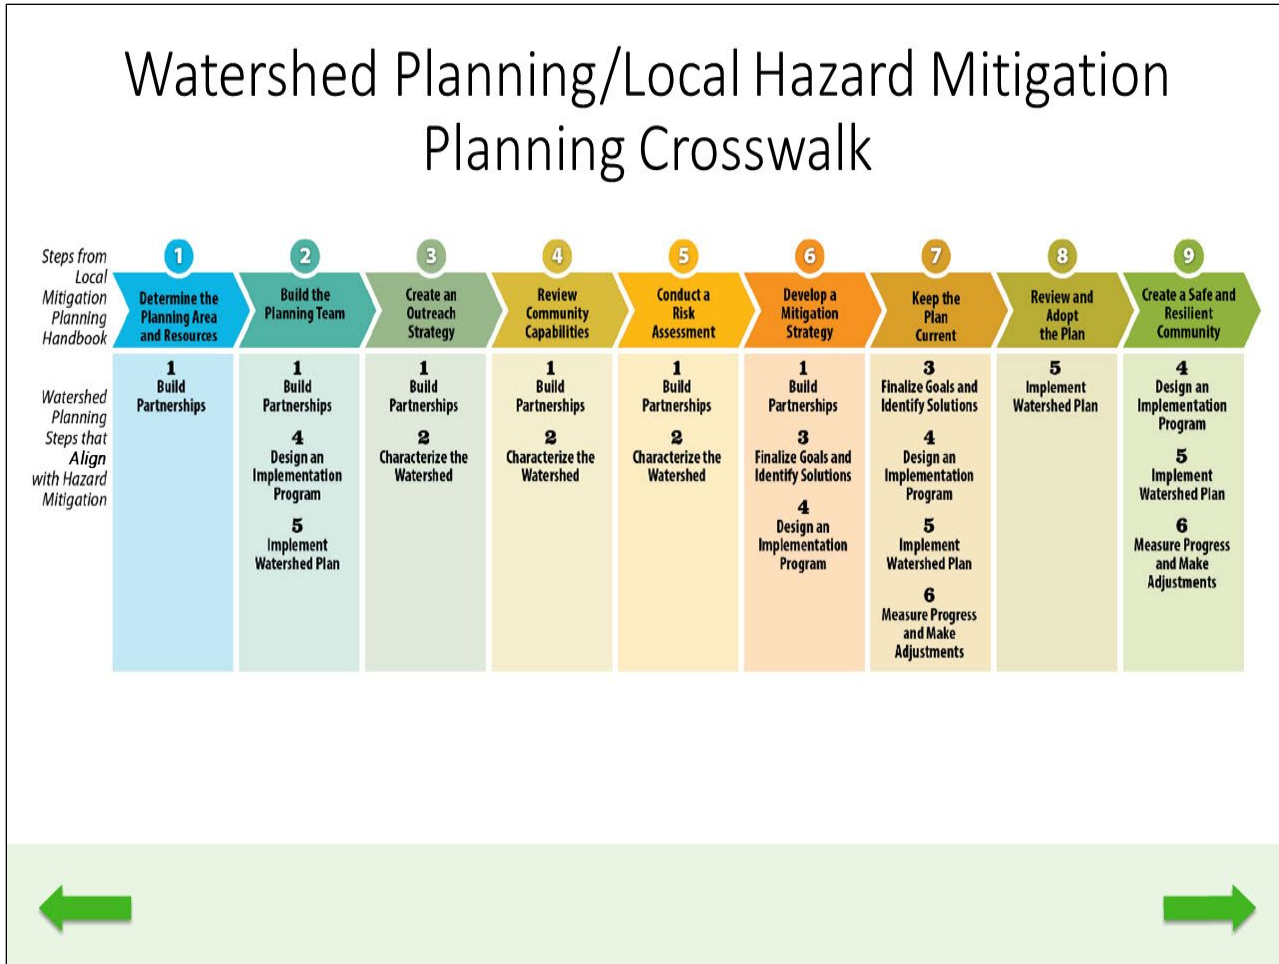 Watershed Planning/Local Hazard Mitigation
Planning Crosswalk
Steps from
Local
Mitigation
Planning
Handbook
1
Determine the
Planning Area
and Resources
2
Build the
Planning Team
3
Create an
Outreach
Strategy
4
Review
Community
Capabilities
5
Conduct a
Risk
Assessment
6
Develop a
Mitigation
Strategy
7
Keep the
Plan
Current
8
Review and
Adopt
the Plan
9
Create a Safe and
Resilient
Community
Watershed
Planning
Steps that
Align
with Hazard
Mitigation
1
Build
Partnerships
1
Build
Partnerships
4
Design an
Implementation
Program
5
Implement
Watershed Plan
1
Build
Partnerships
2
Characterize the
Watershed
1
Build
Partnerships
2
Characterize the
Watershed
1
Build
Partnerships
2
Characterize the
Watershed
1
Build
Partnerships
3
Finalize Goals and
Identify Solutions
4
Design an
Implementation
Program
3
Finalize Goals and
Identify Solutions
4
Design an
Implementation
Program
5
Implement
Watershed Plan
6
Measure Progress
and Make
Adjustments
5
Implement
Watershed Plan
4
Design an
Implementation
Program
5
Implement
Watershed Plan
6
Measure Progress
and Make
Adjustments